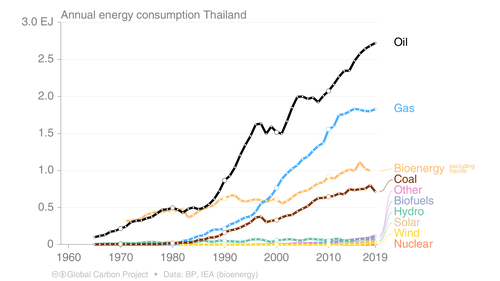 Annual energy consumption Thailand
3.0 EJ
2.5
2.0
1.5
1.0
0.5
0
1960
1970
1980
1990
2000
2010
2019
Oil
Gas
Bioenergy excluding liquids
Coal
Other
Biofuels
Hydro
Solar
Wind
Nuclear
Global Carbon Project • Data: BP, IEA (bioenergy)